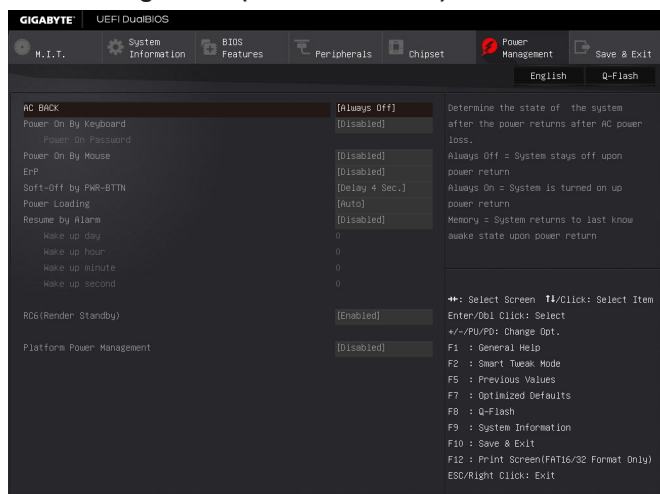 GIGABYTE™ UEFI DualBIOS
M.I.T. System Information BIOS Features Peripherals Chipset Power Management Save & Exit
English Q-Flash
AC BACK [Always Off]
Power On By Keyboard [Disabled]
Power On Password
Power On By Mouse [Disabled]
ErP [Disabled]
Soft-Off by PWR-BTTN [Delay 4 Sec.]
Power Loading [Auto]
Resume by Alarm [Disabled]
Wake up day 0
Wake up hour 0
Wake up minute 0
Wake up second 0
RC6(Render Standby) [Enabled]
Platform Power Management [Disabled]
Determine the state of the system
after the power returns after AC power
loss.
Always Off = System stays off upon
power return
Always On = System is turned on up
power return
Memory = System returns to last know
awake state upon power return
→←: Select Screen ↑↓/Click: Select Item
Enter/Dbl Click: Select
+/-/PU/PD: Change Opt.
F1 : General Help
F2 : Smart Tweak Mode
F5 : Previous Values
F7 : Optimized Defaults
F8 : Q-Flash
F9 : System Information
F10 : Save & Exit
F12 : Print Screen(FAT16/32 Format Only)
ESC/Right Click: Exit